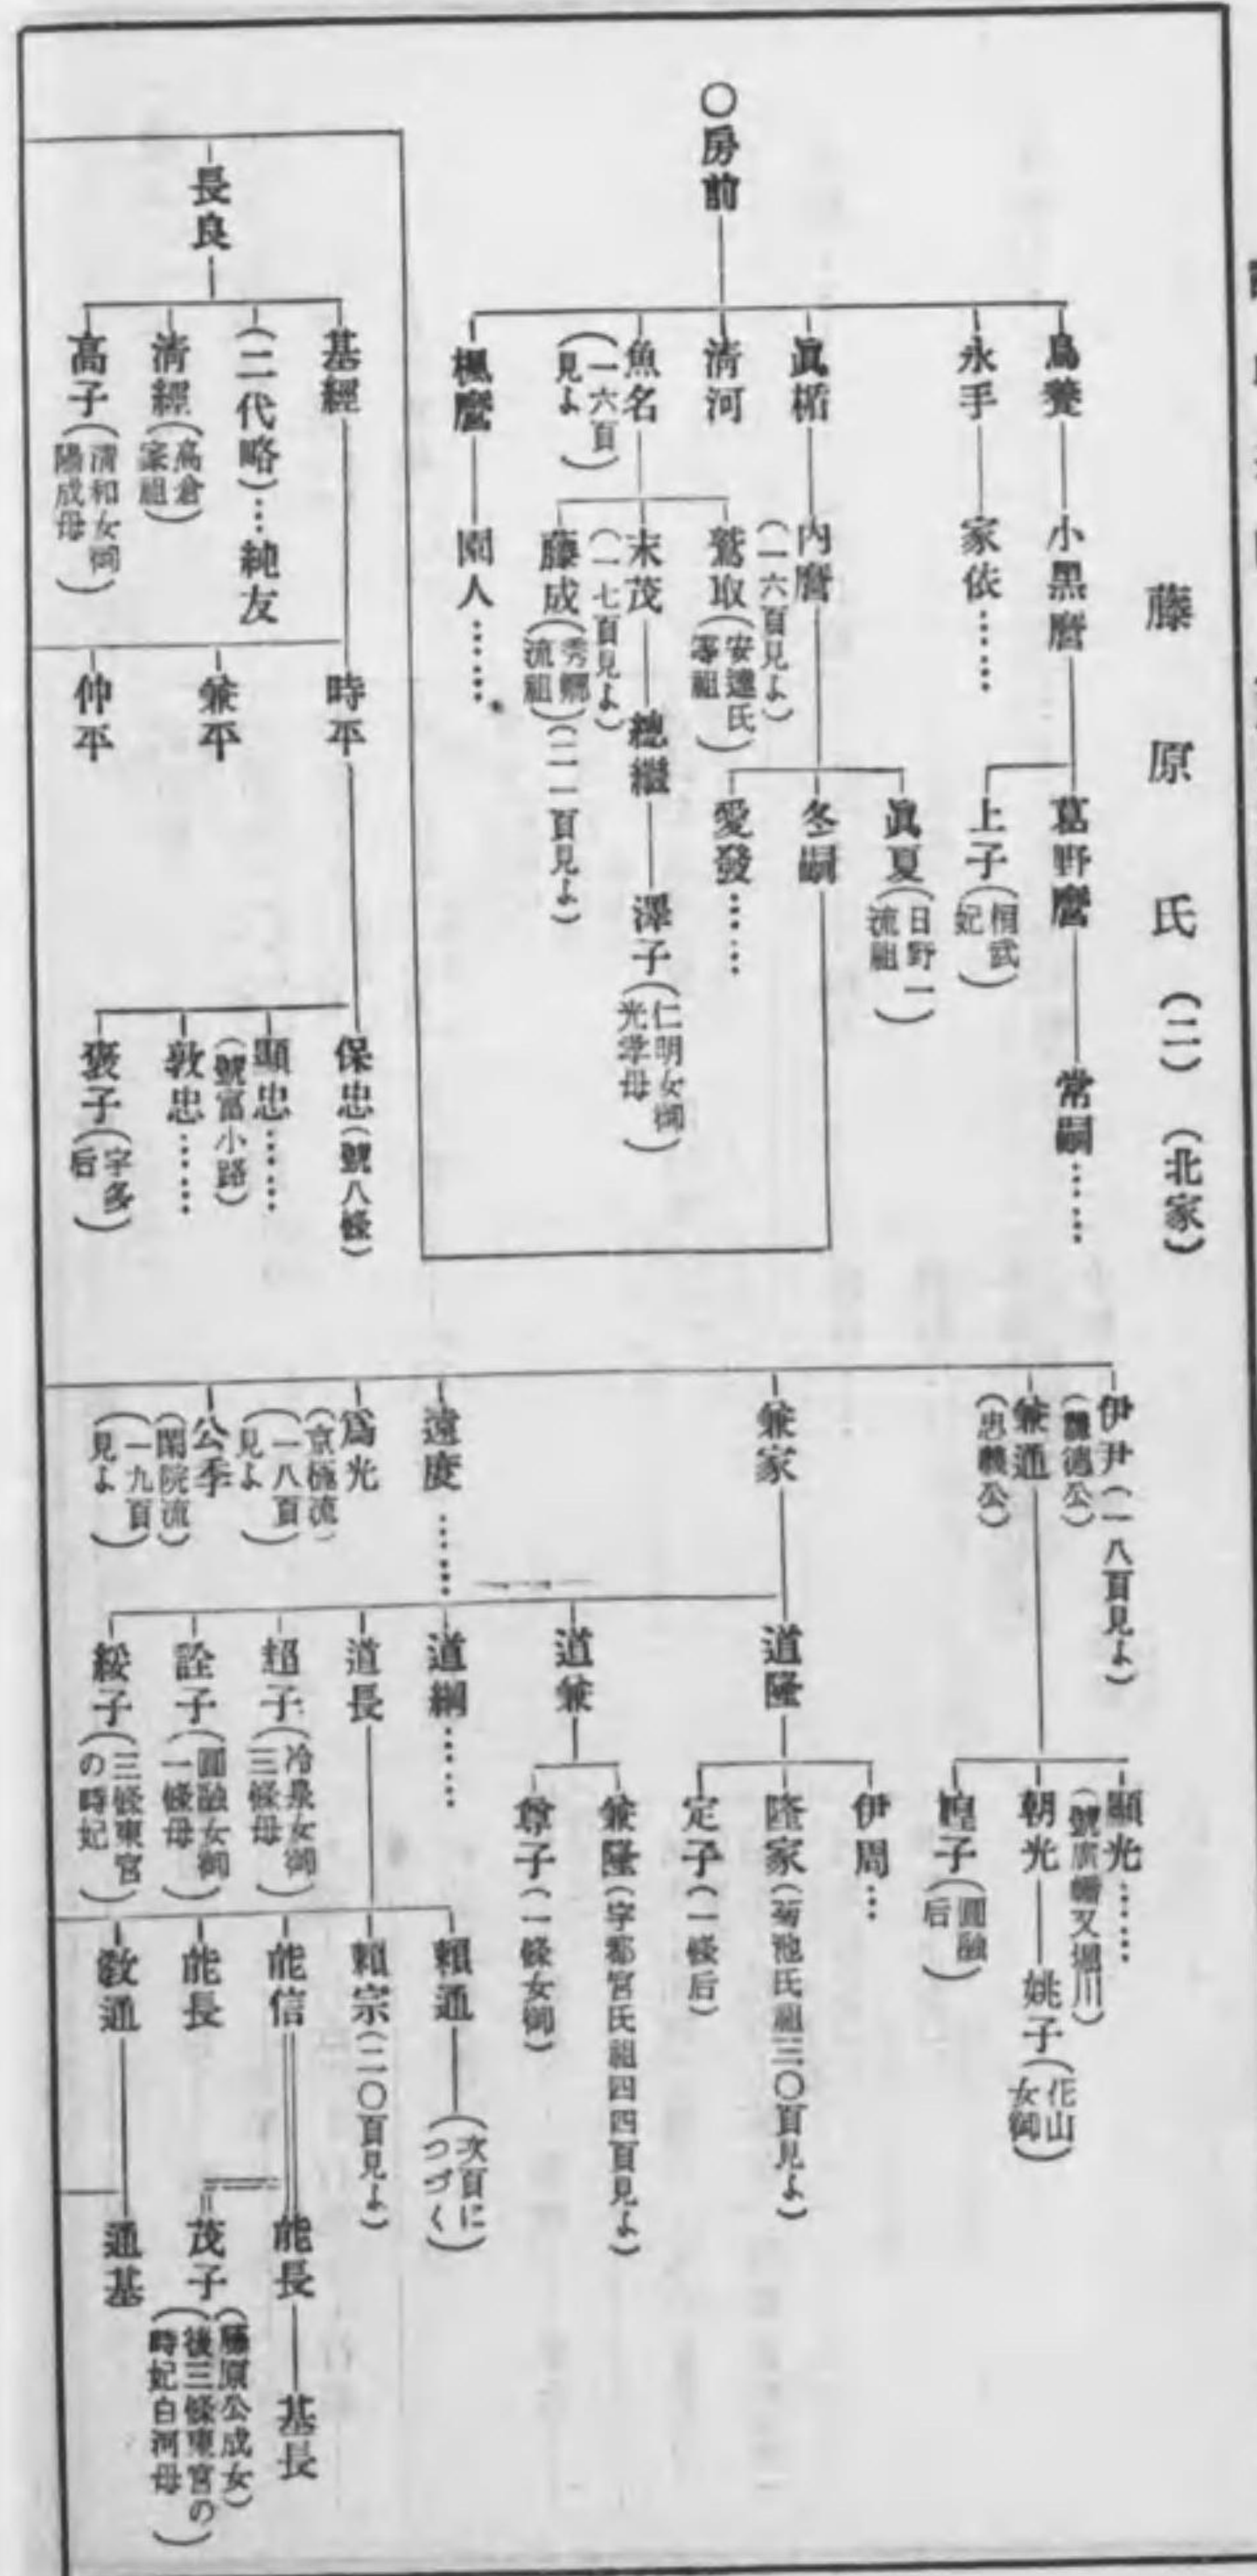 藤原氏(二)(北家)
○房前
鳥養
小黑麿
葛野麿
常嗣……
上子(桓武妃)
永手
家依……
眞楯
內麿
(一六頁見よ)
眞夏(日野一流祖)
冬嗣
愛發……
淸河
魚名
(一六頁見よ)
鷲取(安達氏等祖)
末茂
(一七頁見よ)
總繼
澤子(仁明女御光孝母)
藤成(秀鄕流祖)(二一頁見よ)
楓麿
園人……
長良
基經
(二代略)…純友
淸經(高倉家祖)
高子(淸和女御陽成母)
時平
兼平
仲平
保忠(號八條)
顯忠……
(號富小路)
敦忠……
褒子(宇多后)
伊尹(一八頁見よ)
(謙德公)
兼通
(忠義公)
顯光……
(號廣幡又堀川)
朝光
姚子(花山女御)
媓子(圓融后)
兼家
道隆
伊周…
隆家(菊池氏祖三〇頁見よ)
定子(一條后)
道兼
兼隆(宇都宮氏祖四四頁見よ)
尊子(一條女御)
道綱……
道長
超子(冷泉女御三條母)
詮子(圓融女御一條母)
綏子(三條東宮の時妃)
遠度……
爲光
(京極流)
(一八頁見よ)
公季
(閑院流)
(一九頁見よ)
賴通
(次頁につづく)
賴宗(二〇頁見よ)
能信
能長
基長
茂子(藤原公成女)(後三條東宮の時妃白河母)
能長
敎通
通基